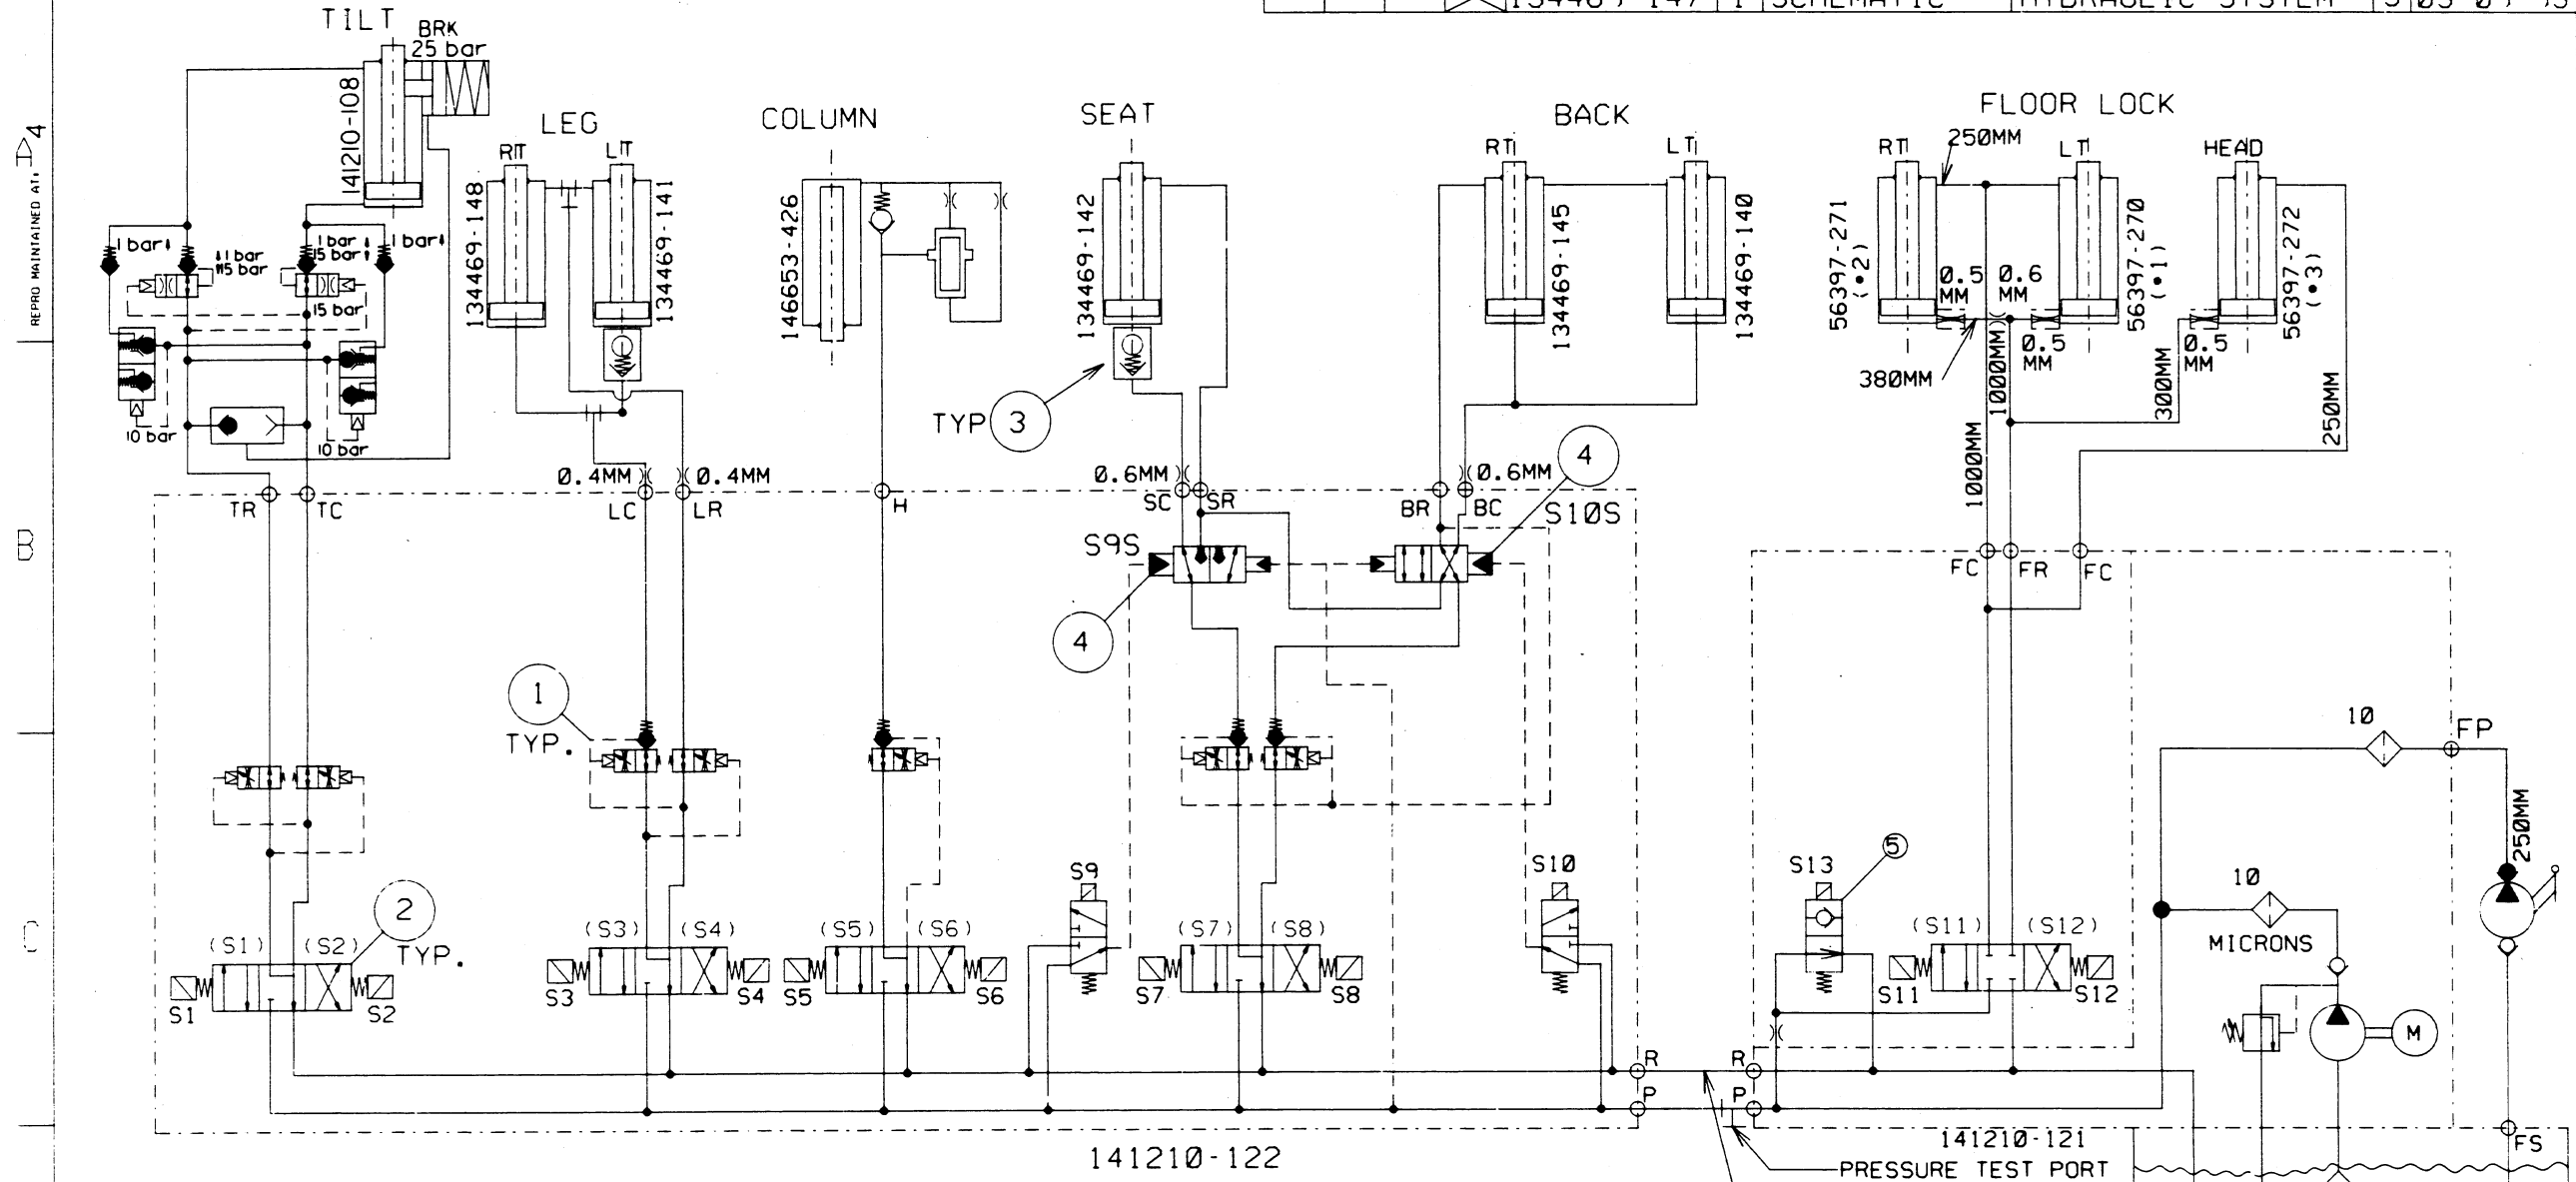 SCHEMATIC HYDRAULIC SYSTEM
TILT
BRK
25 bar
141210-108
LEG
RT
LT
134469-148
134469-141
COLUMN
146653-426
SEAT
134469-142
BACK
RT
LT
134469-145
134469-140
FLOOR LOCK
250MM
RT
LT
HEAD
56397-271
(•2)
56397-270
(•1)
56397-272
(•3)
A
4
REPRO MAINTAINED AT:
1 bar
15 bar
1 bar
15 bar
1 bar
15 bar
10 bar
10 bar
0.5
MM
0.6
MM
0.5
MM
0.5
MM
380MM
1000MM
1000MM
300MM
250MM
TYP
3
4
0.4MM
0.4MM
0.6MM
0.6MM
TR
TC
LC
LR
H
SC
SR
BR
BC
S9S
S10S
4
B
FC
FR
FC
1
TYP.
10
FP
250MM
2
TYP.
S9
S10
S13
5
10
MICRONS
C
(S1)
(S2)
(S3)
(S4)
(S5)
(S6)
(S7)
(S8)
(S11)
(S12)
S1
S2
S3
S4
S5
S6
S7
S8
S11
S12
M
R
R
P
P
141210-122
141210-121
PRESSURE TEST PORT
FS